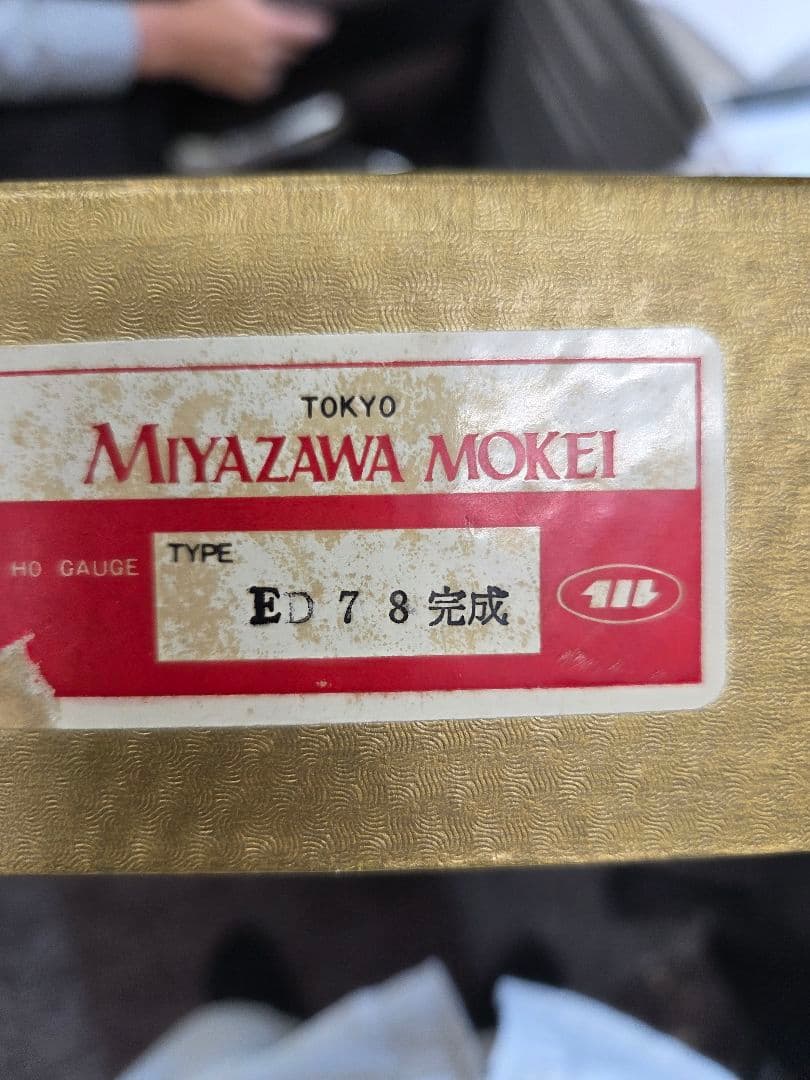 TOKYO
MIYAZAWA MOKEI
HO GAUGE
TYPE
ED 7 8 完成